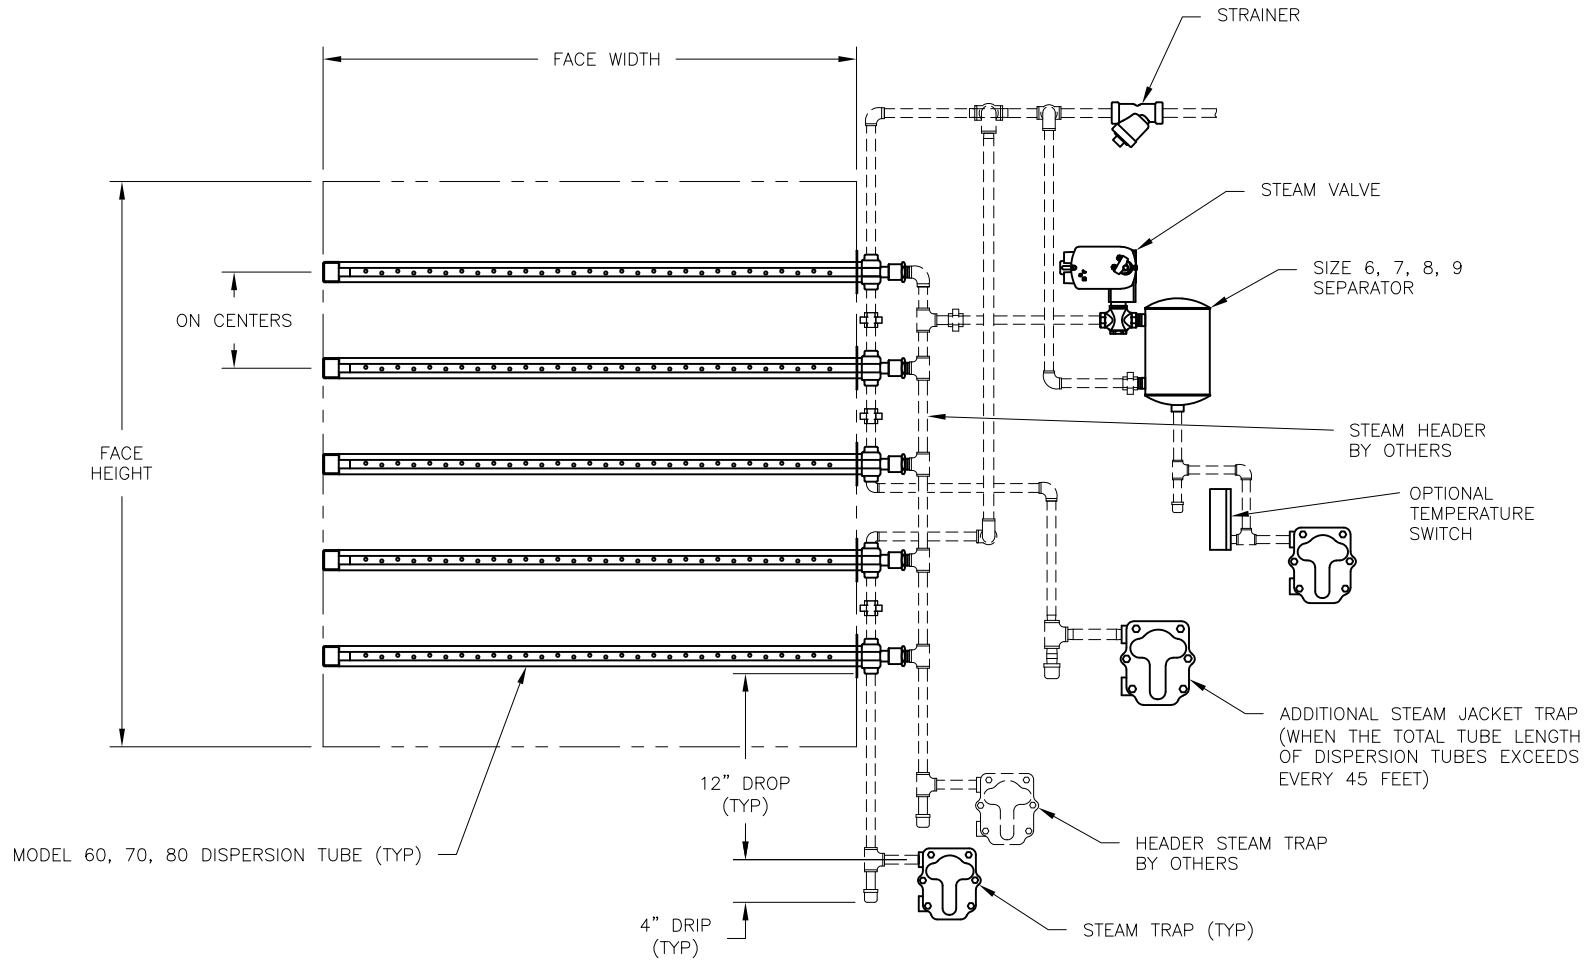 STRAINER
FACE WIDTH
STEAM VALVE
SIZE 6, 7, 8, 9
SEPARATOR
ON CENTERS
STEAM HEADER
BY OTHERS
FACE
HEIGHT
OPTIONAL
TEMPERATURE
SWITCH
ADDITIONAL STEAM JACKET TRAP
(WHEN THE TOTAL TUBE LENGTH
OF DISPERSION TUBES EXCEEDS
EVERY 45 FEET)
12" DROP
(TYP)
HEADER STEAM TRAP
BY OTHERS
MODEL 60, 70, 80 DISPERSION TUBE (TYP)
4" DRIP
(TYP)
STEAM TRAP (TYP)